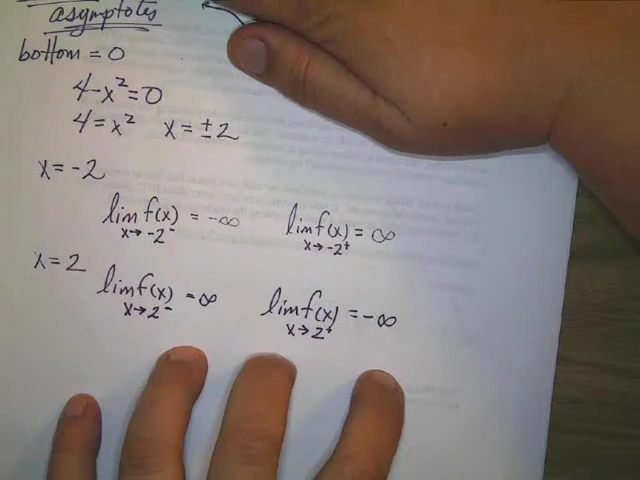 asymptotes
bottom = 0
4-x²=0
4=x² x=±2
x=-2
lim f(x) = -∞ lim f(x) = ∞
x→-2⁻ x→-2⁺
x=2
lim f(x) = ∞ lim f(x) = -∞
x→2⁻ x→2⁺